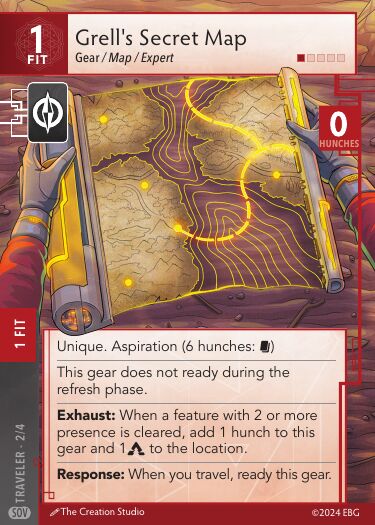 1
FIT
Grell's Secret Map
Gear / Map / Expert
0
HUNCHES
1 FIT
Unique. Aspiration (6 hunches: )
This gear does not ready during the
refresh phase.
Exhaust: When a feature with 2 or more
presence is cleared, add 1 hunch to this
gear and 1 to the location.
Response: When you travel, ready this gear.
SOV TRAVELER · 2/4
The Creation Studio
©2024 EBG